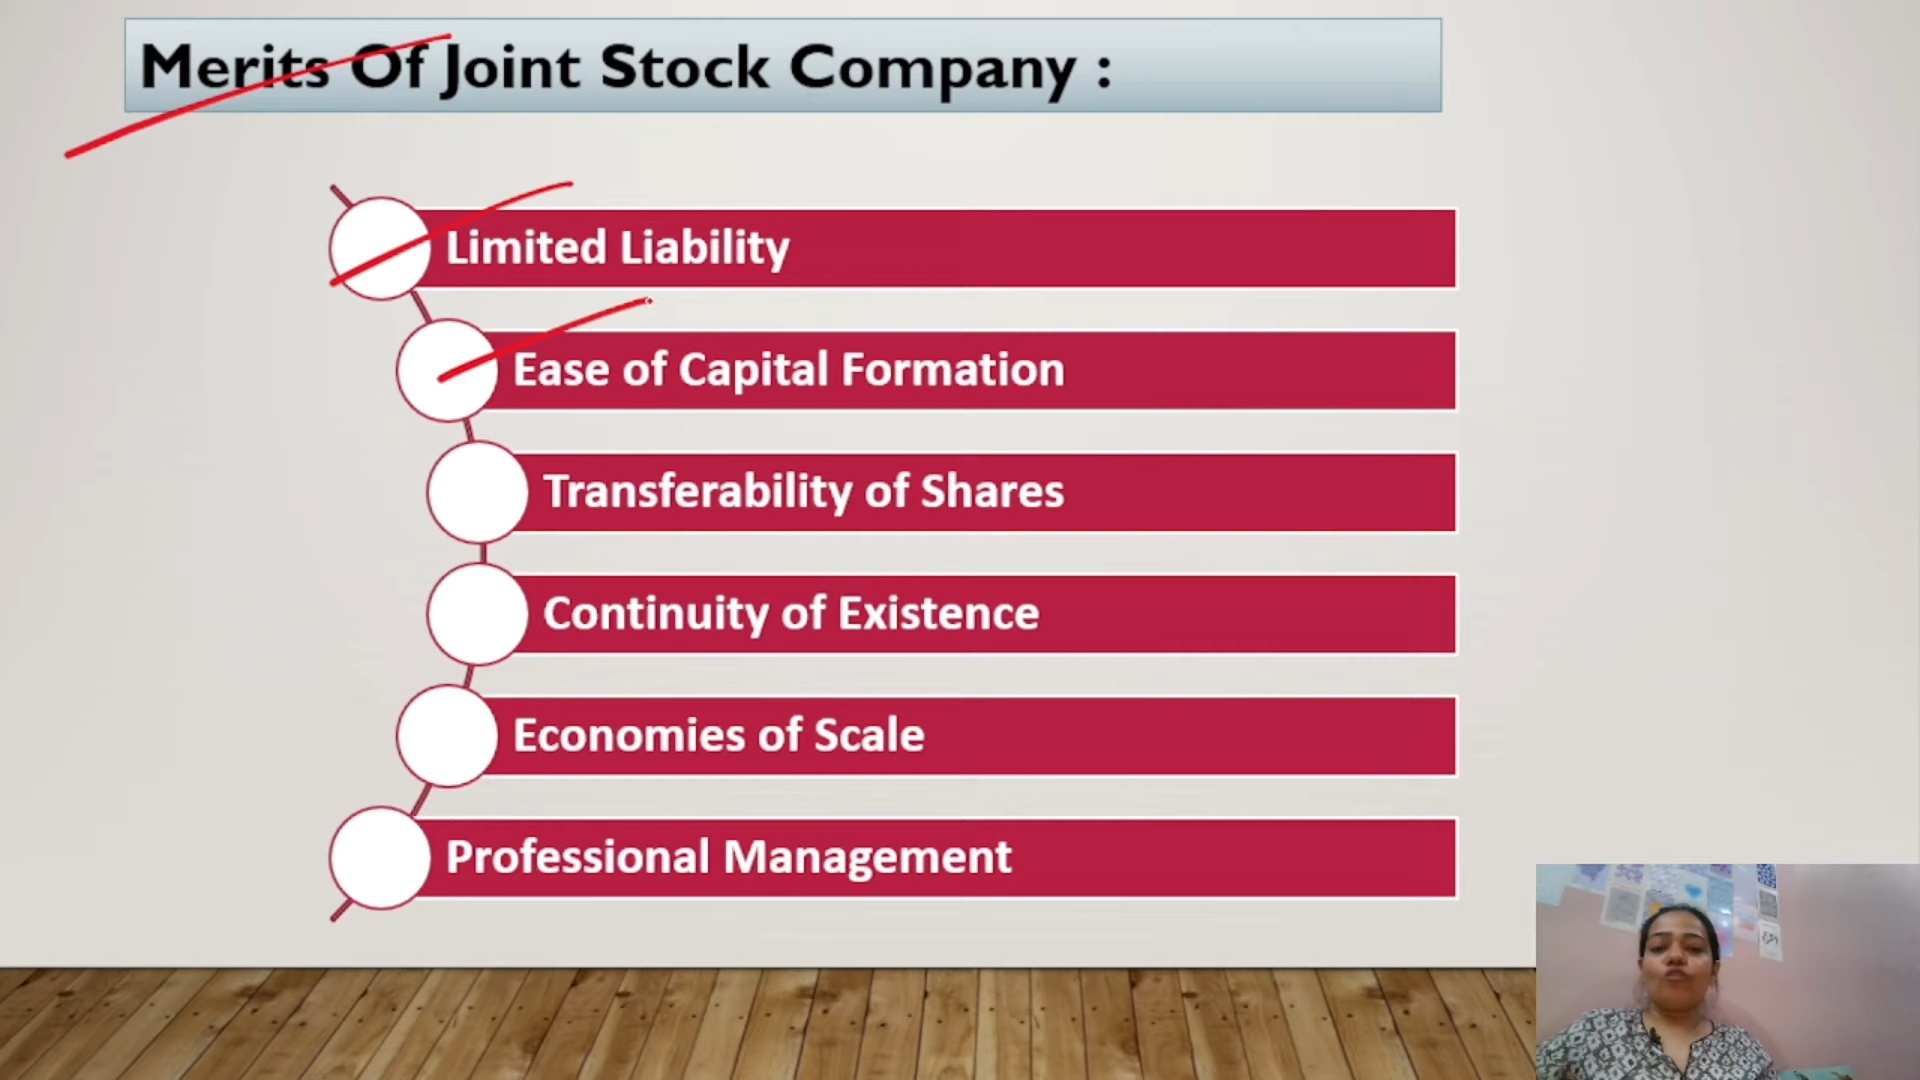 Merits Of Joint Stock Company :
Limited Liability
Ease of Capital Formation
Transferability of Shares
Continuity of Existence
Economies of Scale
Professional Management